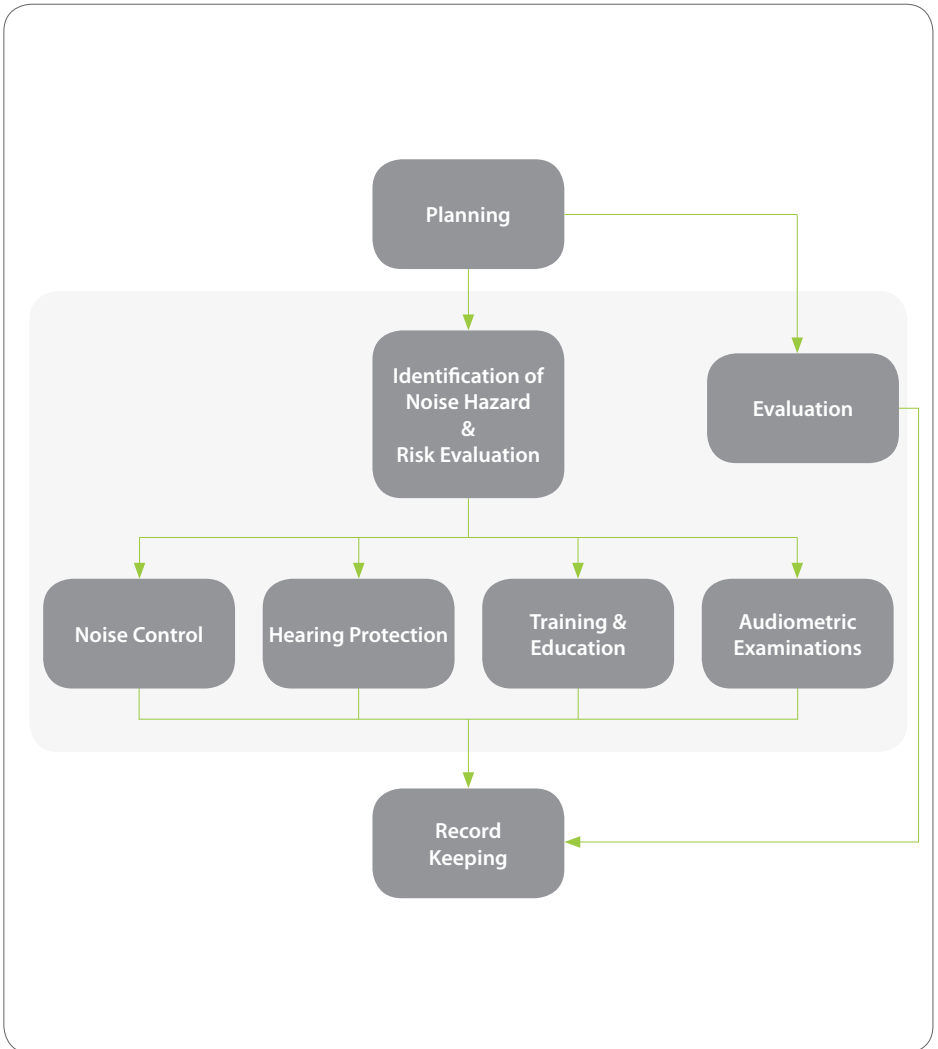 Planning
Identification of
Noise Hazard
&
Risk Evaluation
Evaluation
Noise Control
Hearing Protection
Training &
Education
Audiometric
Examinations
Record
Keeping